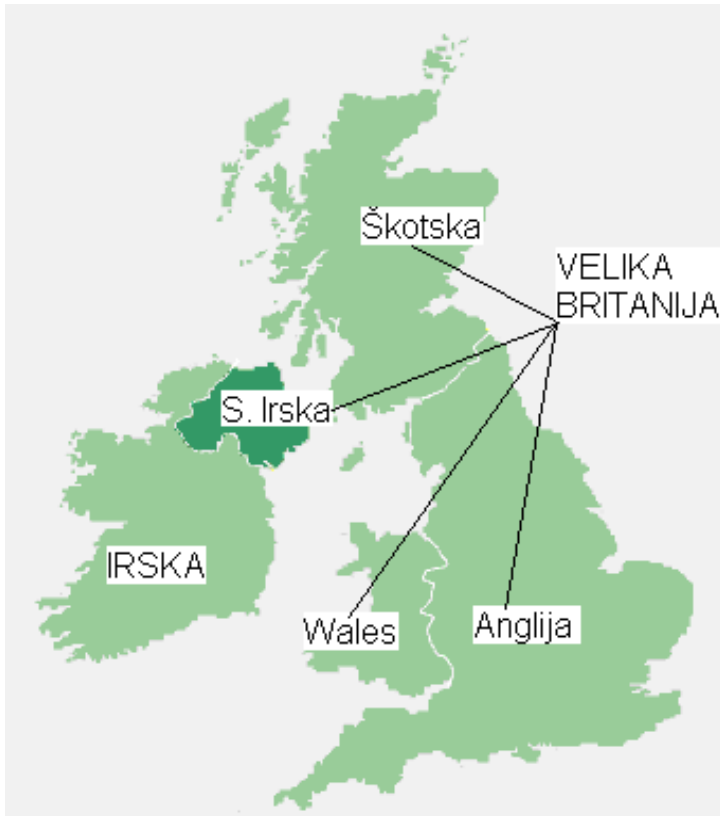 Škotska
VELIKA
BRITANIJA
S. Irska
IRSKA
Wales
Anglija